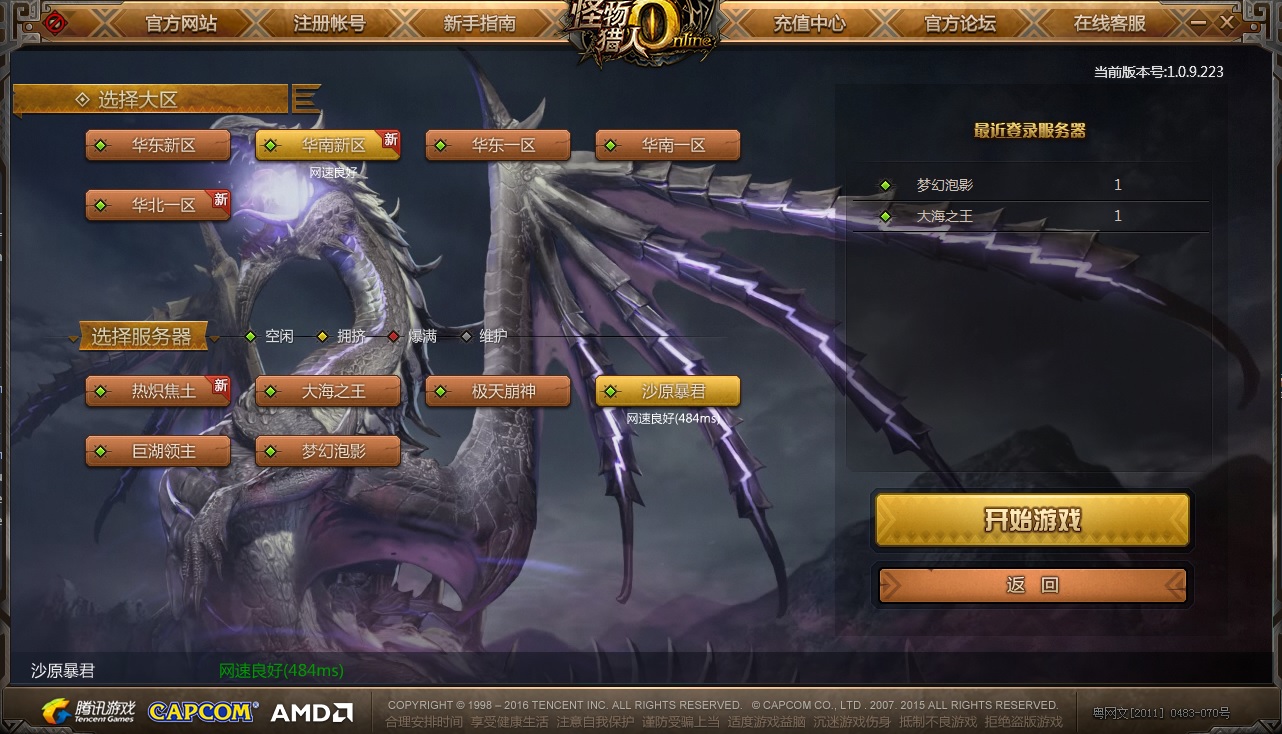 官方网站 注册帐号 新手指南 怪物猎人Online 充值中心 官方论坛 在线客服
当前版本号:1.0.9.223
选择大区
华东新区 华南新区 新 华东一区 华南一区
网速良好
华北一区 新
最近登录服务器
梦幻泡影 1
大海之王 1
选择服务器 空闲 拥挤 爆满 维护
热炽焦土 新 大海之王 极天崩神 沙原暴君
网速良好(484ms)
巨湖领主 梦幻泡影
开始游戏
返 回
沙原暴君 网速良好(484ms)
腾讯游戏 Tencent Games CAPCOM AMD
COPYRIGHT © 1998 – 2016 TENCENT INC. ALL RIGHTS RESERVED. © CAPCOM CO., LTD . 2007, 2015 ALL RIGHTS RESERVED.
合理安排时间 享受健康生活 注意自我保护 谨防受骗上当 适度游戏益脑 沉迷游戏伤身 抵制不良游戏 拒绝盗版游戏
粤网文[2011] 0483-070号